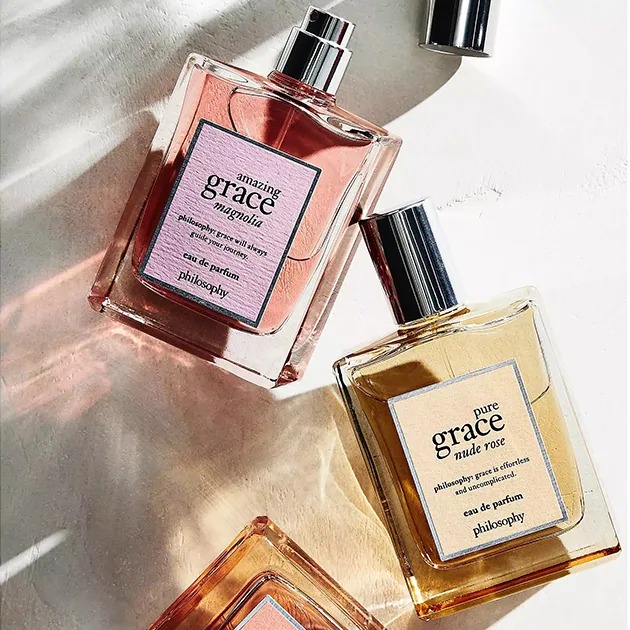 amazing
grace
magnolia
philosophy: grace will always
guide your journey.
eau de parfum
philosophy
pure
grace
nude rose
philosophy: grace is effortless
and uncomplicated.
eau de parfum
philosophy